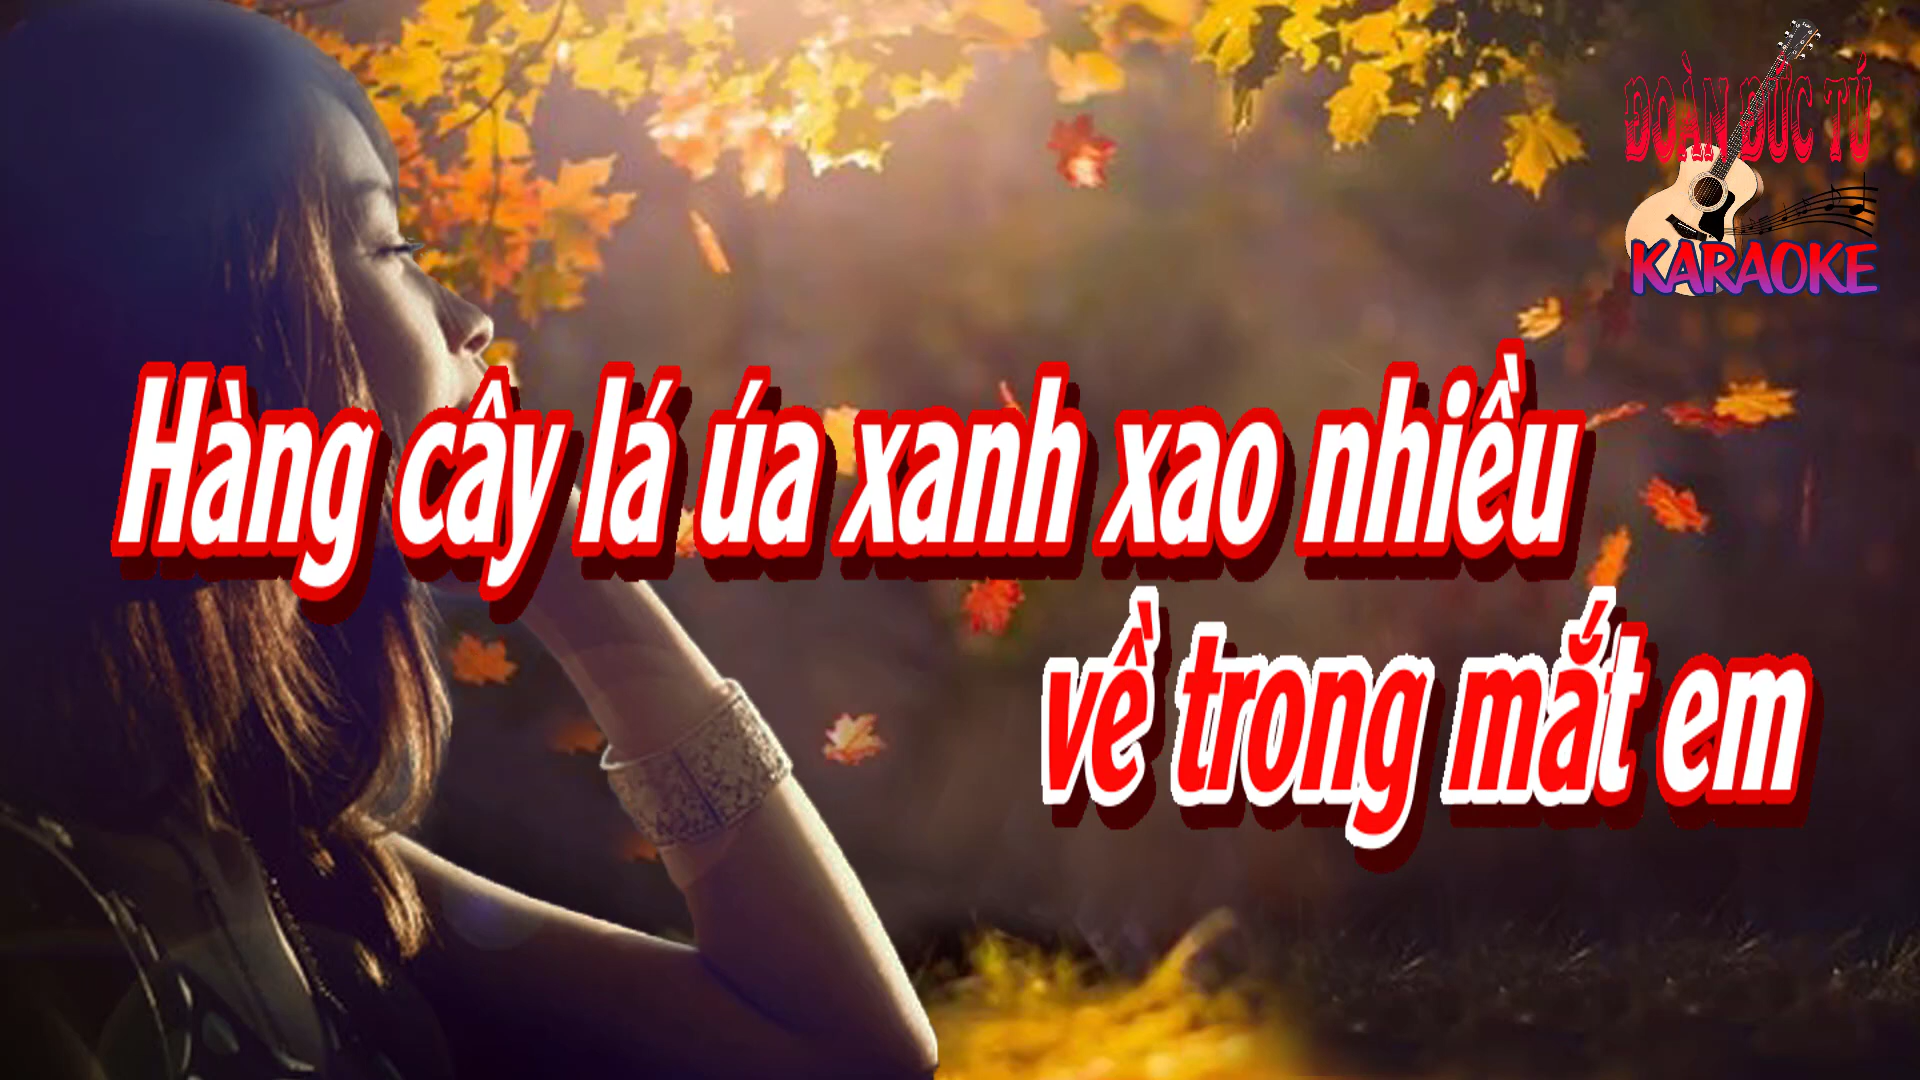 ĐOÀN ĐỨC TÚ
KARAOKE
Hàng cây lá úa xanh xao nhiều
về trong mắt em